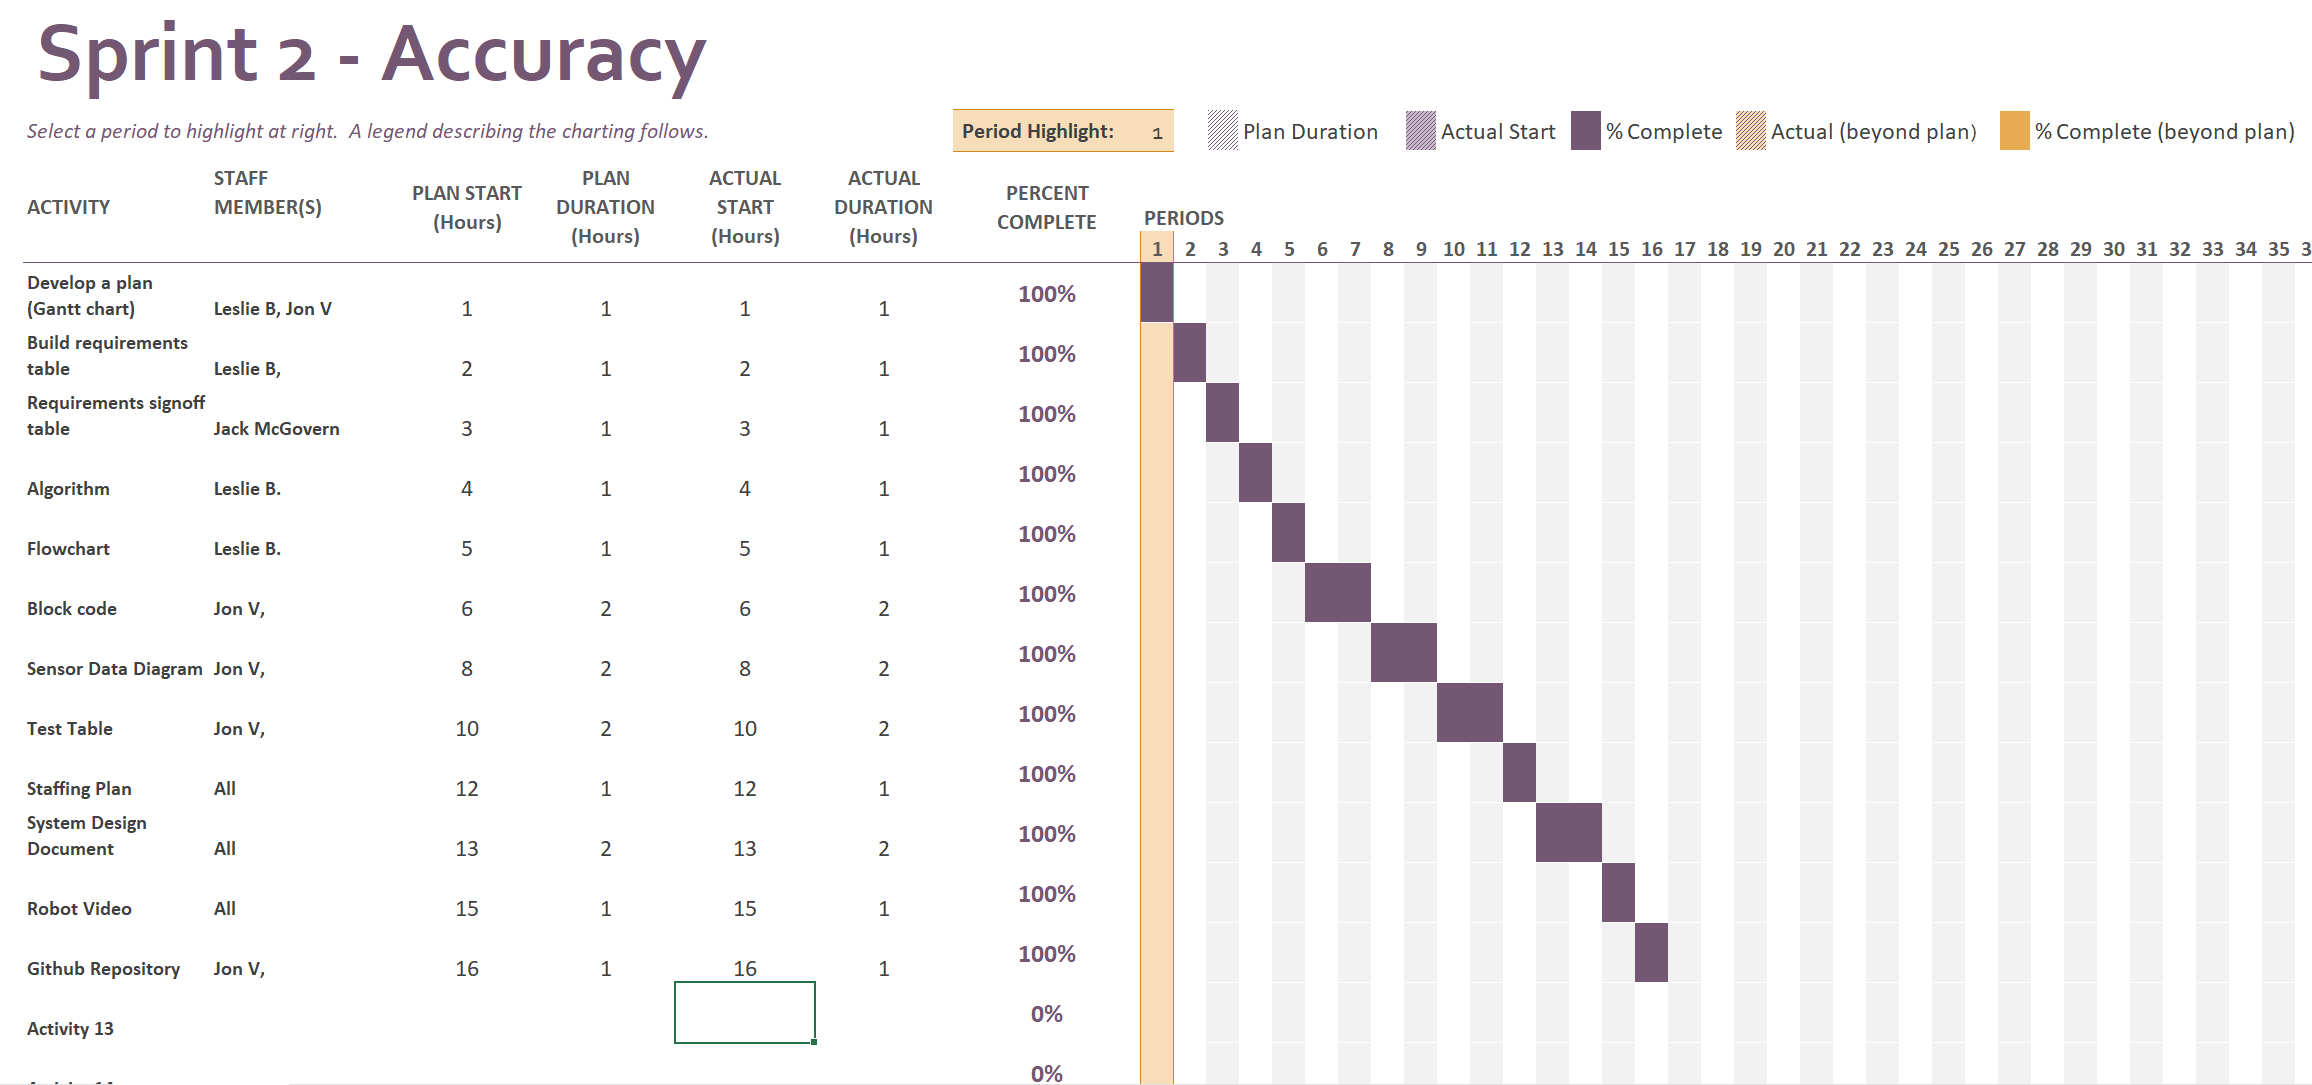 Sprint 2 - Accuracy
Select a period to highlight at right.  A legend describing the charting follows.
Period Highlight: 1
Plan Duration
Actual Start
% Complete
Actual (beyond plan)
% Complete (beyond plan)
ACTIVITY
STAFF
MEMBER(S)
PLAN START
(Hours)
PLAN
DURATION
(Hours)
ACTUAL
START
(Hours)
ACTUAL
DURATION
(Hours)
PERCENT
COMPLETE
PERIODS
1 2 3 4 5 6 7 8 9 10 11 12 13 14 15 16 17 18 19 20 21 22 23 24 25 26 27 28 29 30 31 32 33 34 35 3
Develop a plan
(Gantt chart) Leslie B, Jon V 1 1 1 1 100%
Build requirements
table Leslie B, 2 1 2 1 100%
Requirements signoff
table Jack McGovern 3 1 3 1 100%
Algorithm Leslie B. 4 1 4 1 100%
Flowchart Leslie B. 5 1 5 1 100%
Block code Jon V, 6 2 6 2 100%
Sensor Data Diagram Jon V, 8 2 8 2 100%
Test Table Jon V, 10 2 10 2 100%
Staffing Plan All 12 1 12 1 100%
System Design
Document All 13 2 13 2 100%
Robot Video All 15 1 15 1 100%
Github Repository Jon V, 16 1 16 1 100%
Activity 13 0%
0%